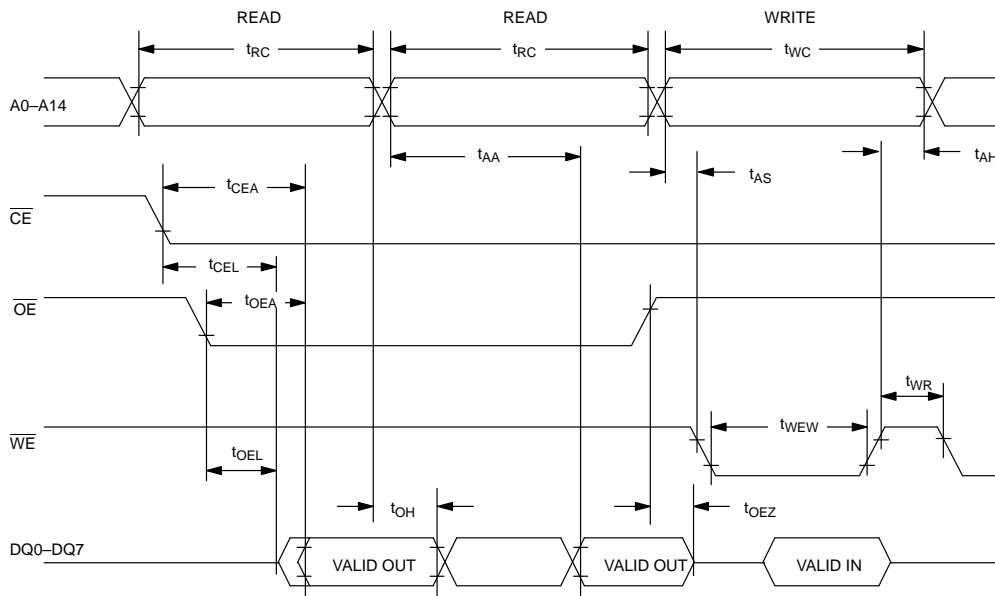 READ READ WRITE
tRC tRC tWC
A0–A14
tAA tAH
tAS
tCEA
CE
tCEL
tOEA
OE
tWR
tWEW
WE
tOEL
tOH tOEZ
DQ0–DQ7
VALID OUT VALID OUT VALID IN